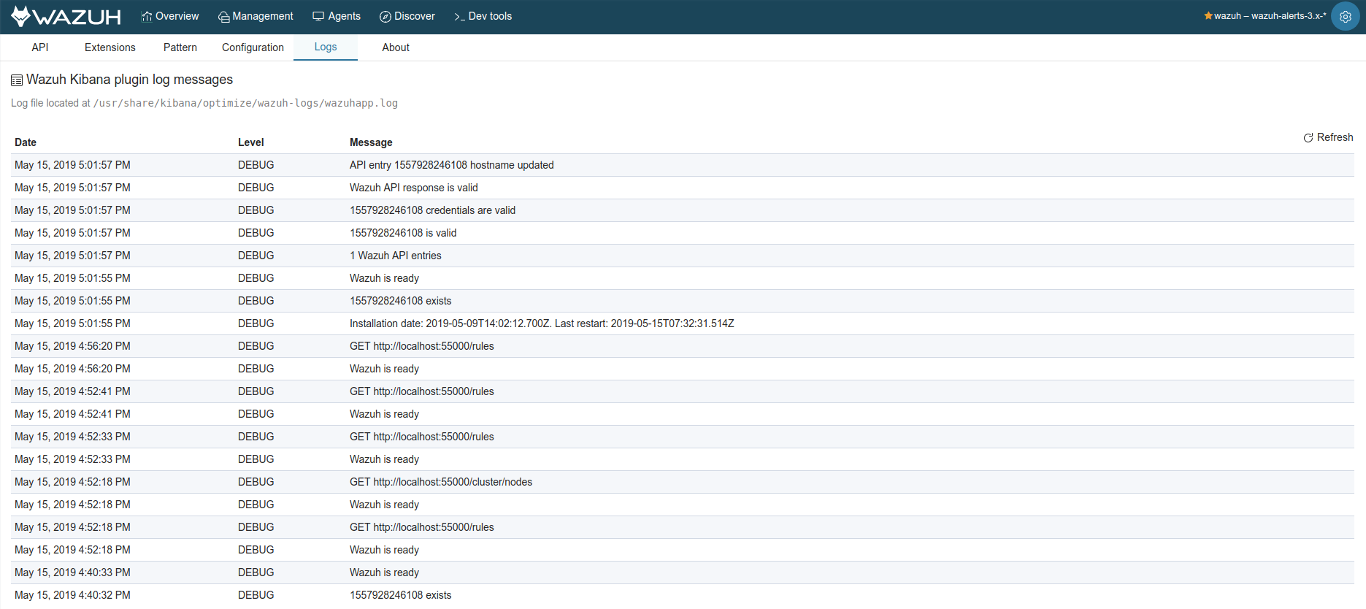 WAZUH Overview Management Agents Discover >_ Dev tools wazuh – wazuh-alerts-3.x-*
API Extensions Pattern Configuration Logs About
Wazuh Kibana plugin log messages
Log file located at /usr/share/kibana/optimize/wazuh-logs/wazuhapp.log
Refresh
Date Level Message
May 15, 2019 5:01:57 PM DEBUG API entry 1557928246108 hostname updated
May 15, 2019 5:01:57 PM DEBUG Wazuh API response is valid
May 15, 2019 5:01:57 PM DEBUG 1557928246108 credentials are valid
May 15, 2019 5:01:57 PM DEBUG 1557928246108 is valid
May 15, 2019 5:01:57 PM DEBUG 1 Wazuh API entries
May 15, 2019 5:01:55 PM DEBUG Wazuh is ready
May 15, 2019 5:01:55 PM DEBUG 1557928246108 exists
May 15, 2019 5:01:55 PM DEBUG Installation date: 2019-05-09T14:02:12.700Z. Last restart: 2019-05-15T07:32:31.514Z
May 15, 2019 4:56:20 PM DEBUG GET http://localhost:55000/rules
May 15, 2019 4:56:20 PM DEBUG Wazuh is ready
May 15, 2019 4:52:41 PM DEBUG GET http://localhost:55000/rules
May 15, 2019 4:52:41 PM DEBUG Wazuh is ready
May 15, 2019 4:52:33 PM DEBUG GET http://localhost:55000/rules
May 15, 2019 4:52:33 PM DEBUG Wazuh is ready
May 15, 2019 4:52:18 PM DEBUG GET http://localhost:55000/cluster/nodes
May 15, 2019 4:52:18 PM DEBUG Wazuh is ready
May 15, 2019 4:52:18 PM DEBUG GET http://localhost:55000/rules
May 15, 2019 4:52:18 PM DEBUG Wazuh is ready
May 15, 2019 4:40:33 PM DEBUG Wazuh is ready
May 15, 2019 4:40:32 PM DEBUG 1557928246108 exists